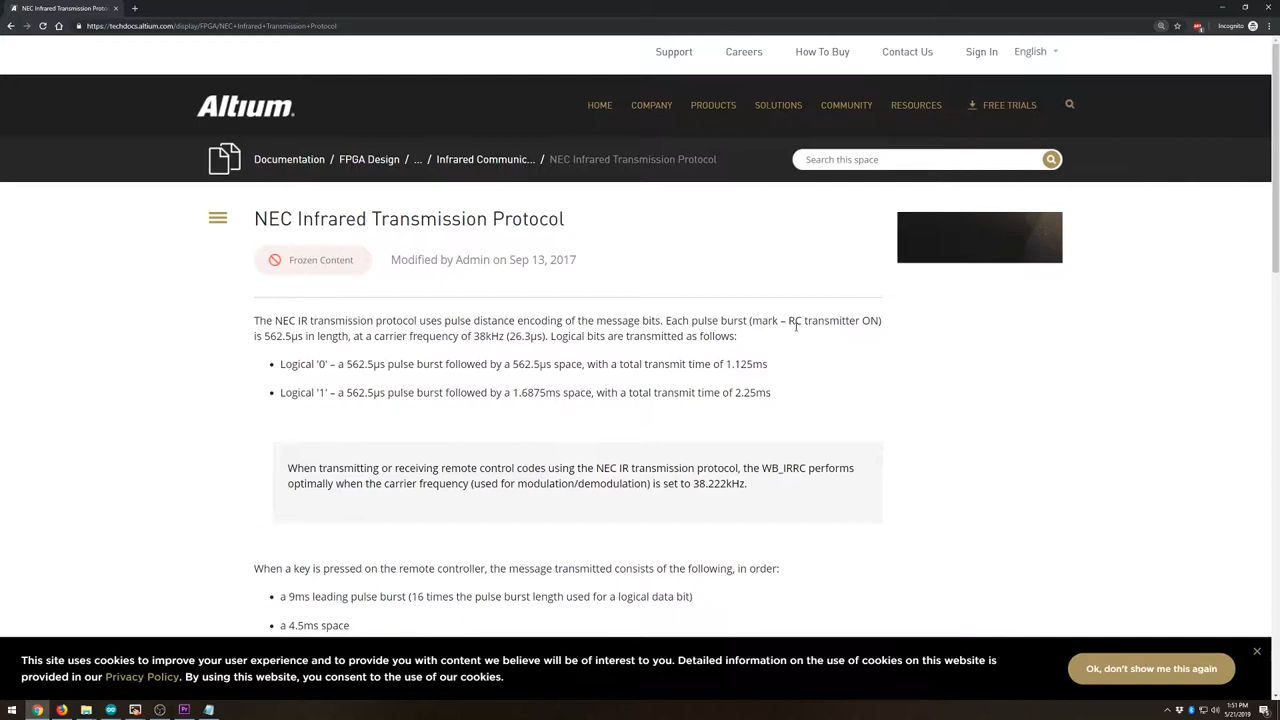 NEC Infrared Transmission Proto
https://techdocs.altium.com/display/FPGA/NEC+Infrared+Transmission+Protocol
Incognito
Support
Careers
How To Buy
Contact Us
Sign In
English
Altium.
HOME
COMPANY
PRODUCTS
SOLUTIONS
COMMUNITY
RESOURCES
FREE TRIALS
Documentation / FPGA Design / ... / Infrared Communic... / NEC Infrared Transmission Protocol
Search this space
NEC Infrared Transmission Protocol
Frozen Content
Modified by Admin on Sep 13, 2017
The NEC IR transmission protocol uses pulse distance encoding of the message bits. Each pulse burst (mark – RC transmitter ON)
is 562.5µs in length, at a carrier frequency of 38kHz (26.3µs). Logical bits are transmitted as follows:
• Logical '0' – a 562.5µs pulse burst followed by a 562.5µs space, with a total transmit time of 1.125ms
• Logical '1' – a 562.5µs pulse burst followed by a 1.6875ms space, with a total transmit time of 2.25ms
When transmitting or receiving remote control codes using the NEC IR transmission protocol, the WB_IRRC performs
optimally when the carrier frequency (used for modulation/demodulation) is set to 38.222kHz.
When a key is pressed on the remote controller, the message transmitted consists of the following, in order:
• a 9ms leading pulse burst (16 times the pulse burst length used for a logical data bit)
• a 4.5ms space
This site uses cookies to improve your user experience and to provide you with content we believe will be of interest to you. Detailed information on the use of cookies on this website is
provided in our Privacy Policy. By using this website, you consent to the use of our cookies.
Ok, don't show me this again
1:51 PM
5/21/2019